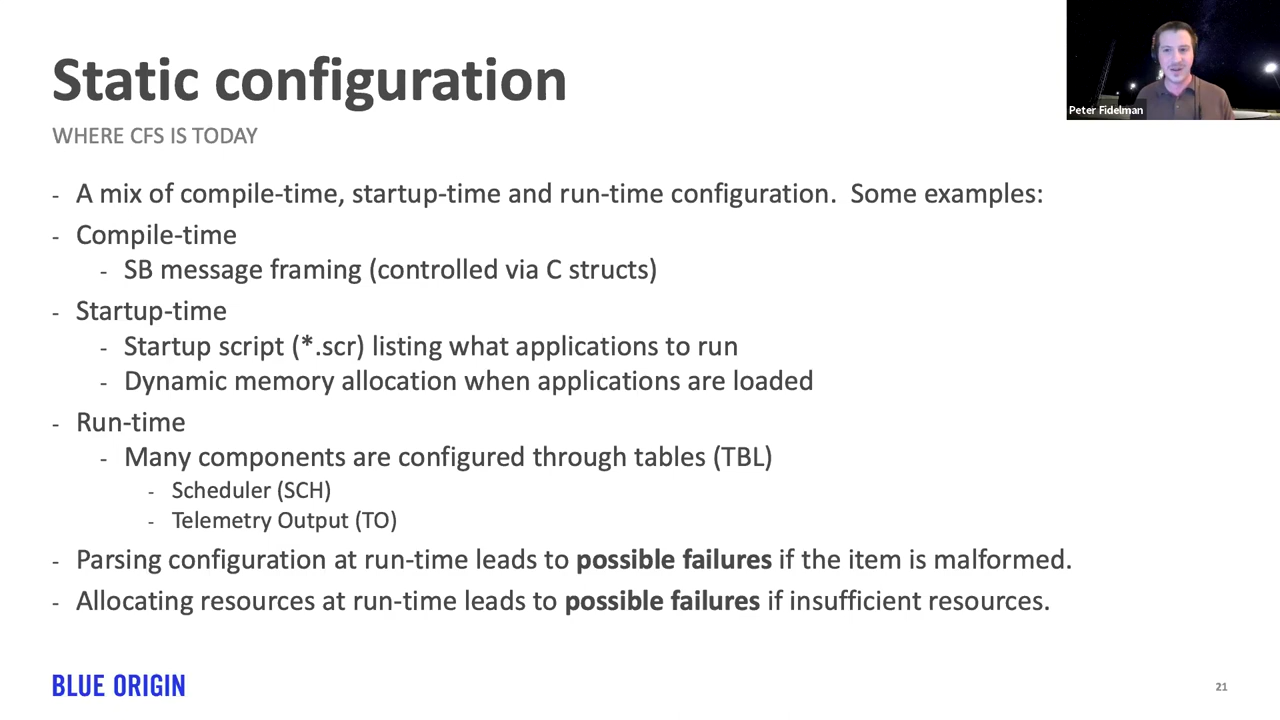 Static configuration
Peter Fidelman
WHERE CFS IS TODAY
- A mix of compile-time, startup-time and run-time configuration.  Some examples:
- Compile-time
- SB message framing (controlled via C structs)
- Startup-time
- Startup script (*.scr) listing what applications to run
- Dynamic memory allocation when applications are loaded
- Run-time
- Many components are configured through tables (TBL)
- Scheduler (SCH)
- Telemetry Output (TO)
- Parsing configuration at run-time leads to possible failures if the item is malformed.
- Allocating resources at run-time leads to possible failures if insufficient resources.
BLUE ORIGIN
21